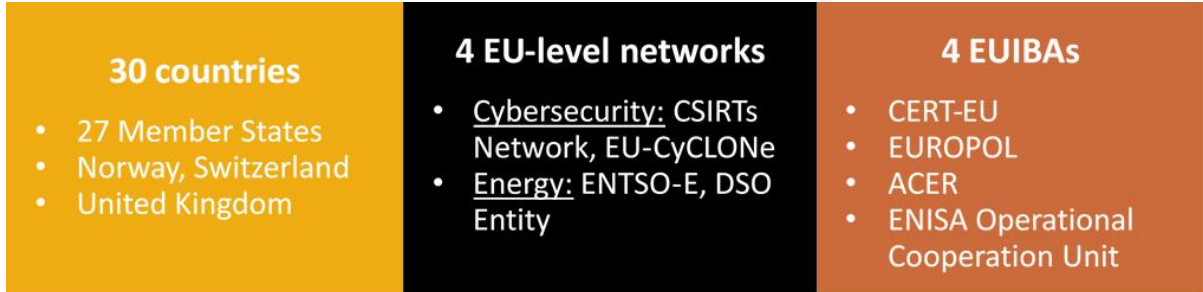 30 countries
• 27 Member States
• Norway, Switzerland
• United Kingdom
4 EU-level networks
• Cybersecurity: CSIRTs
Network, EU-CyCLONe
• Energy: ENTSO-E, DSO
Entity
4 EUIBAs
• CERT-EU
• EUROPOL
• ACER
• ENISA Operational
Cooperation Unit